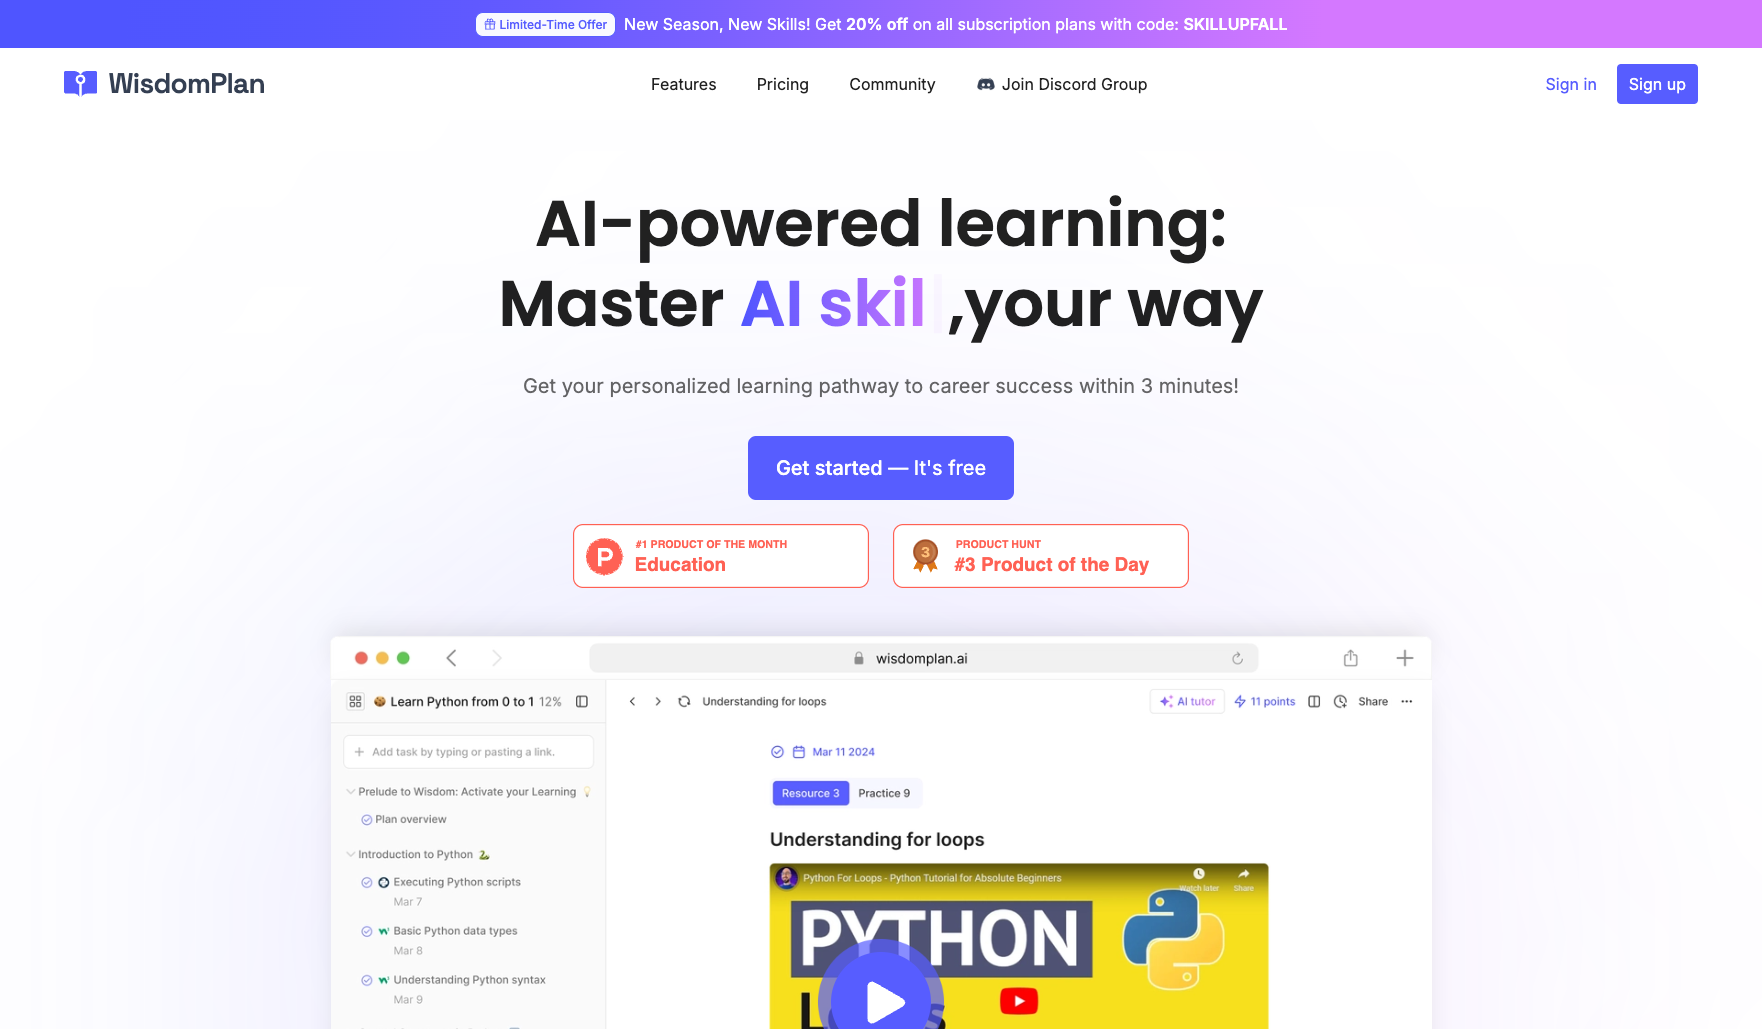 Limited-Time Offer New Season, New Skills! Get 20% off on all subscription plans with code: SKILLUPFALL
WisdomPlan
Features Pricing Community Join Discord Group
Sign in Sign up
AI-powered learning:
Master AI skil ,your way
Get your personalized learning pathway to career success within 3 minutes!
Get started — It's free
P #1 PRODUCT OF THE MONTH
Education
3 PRODUCT HUNT
#3 Product of the Day
wisdomplan.ai
Learn Python from 0 to 1 12%
Understanding for loops
AI tutor 11 points Share
Add task by typing or pasting a link.
Prelude to Wisdom: Activate your Learning
Plan overview
Introduction to Python
Executing Python scripts
Mar 7
Basic Python data types
Mar 8
Understanding Python syntax
Mar 9
Mar 11 2024
Resource 3 Practice 9
Understanding for loops
Python For Loops - Python Tutorial for Absolute Beginners
Watch later Share
PYTHON